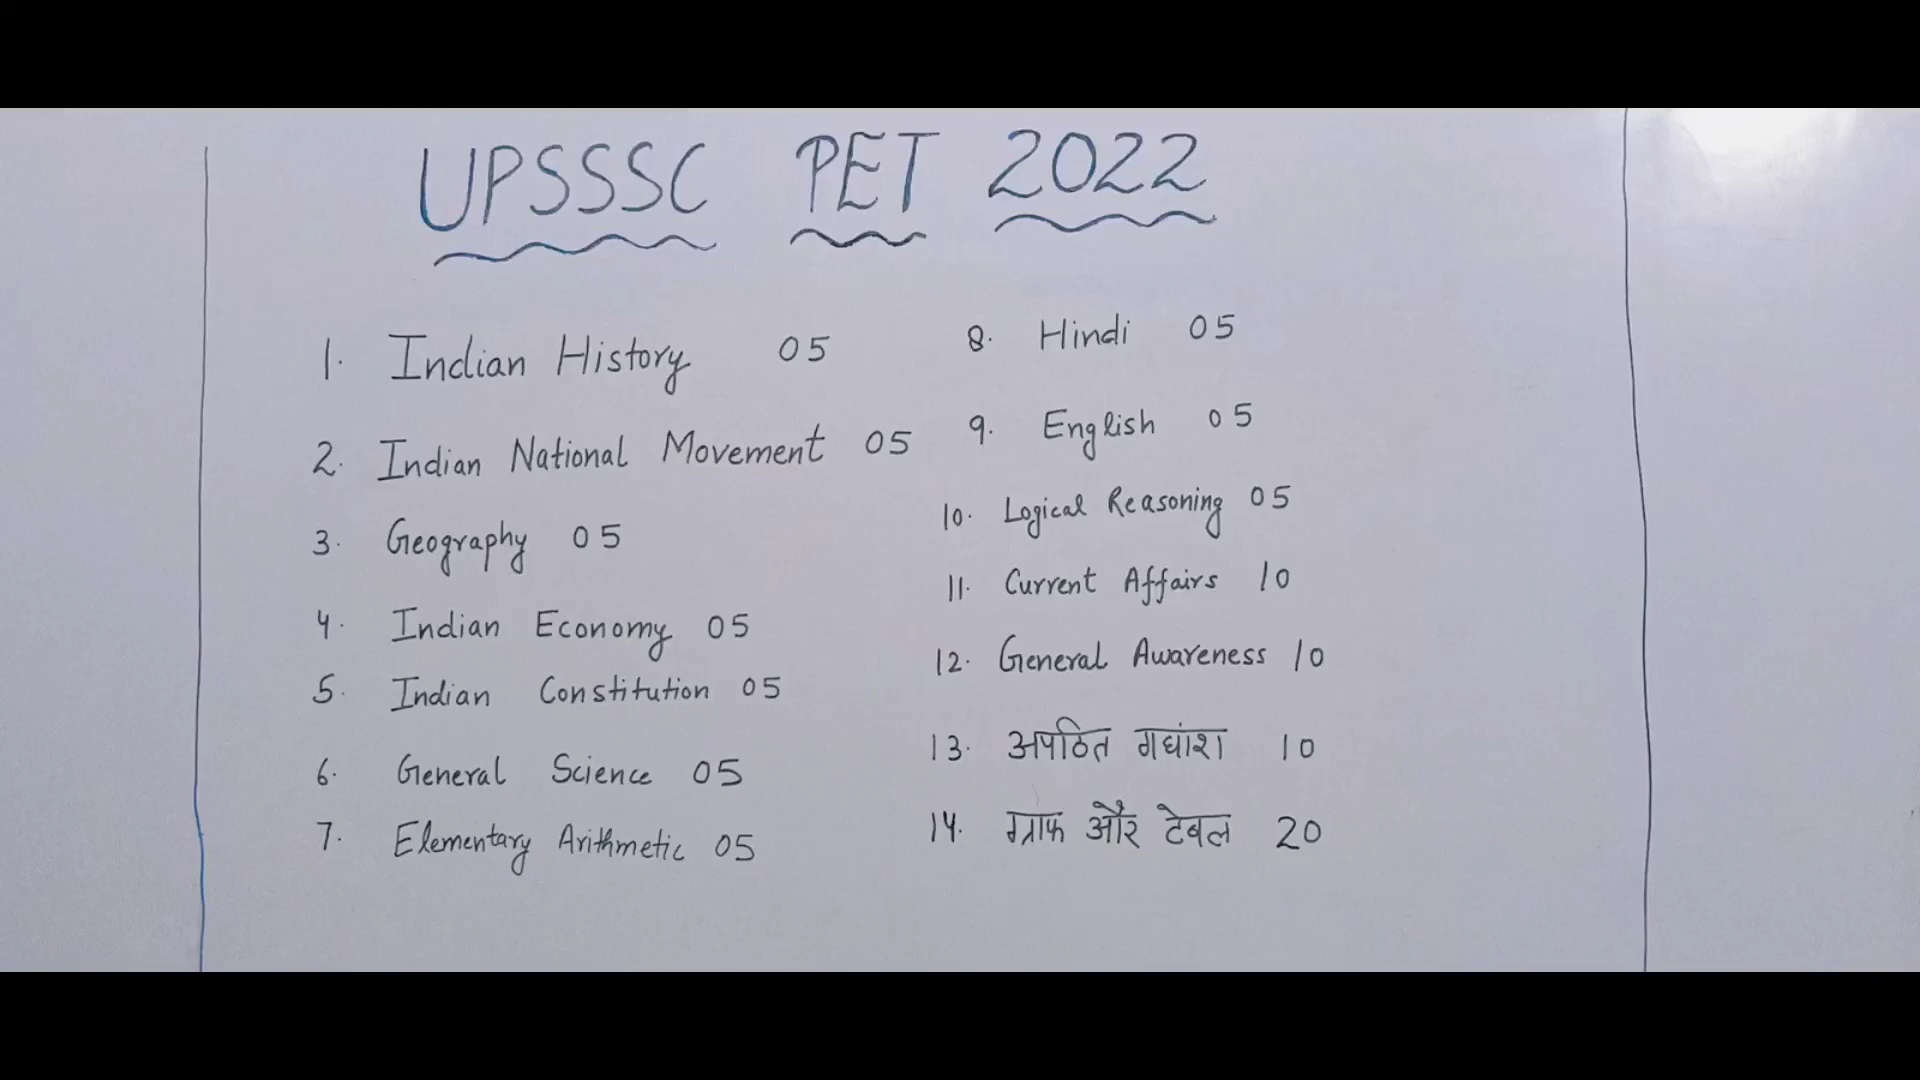 UPSSSC PET 2022
1. Indian History 05
2. Indian National Movement 05
3. Geography 05
4. Indian Economy 05
5. Indian Constitution 05
6. General Science 05
7. Elementary Arithmetic 05
8. Hindi 05
9. English 05
10. Logical Reasoning 05
11. Current Affairs 10
12. General Awareness 10
13. अपठित गद्यांश 10
14. ग्राफ और टेबल 20